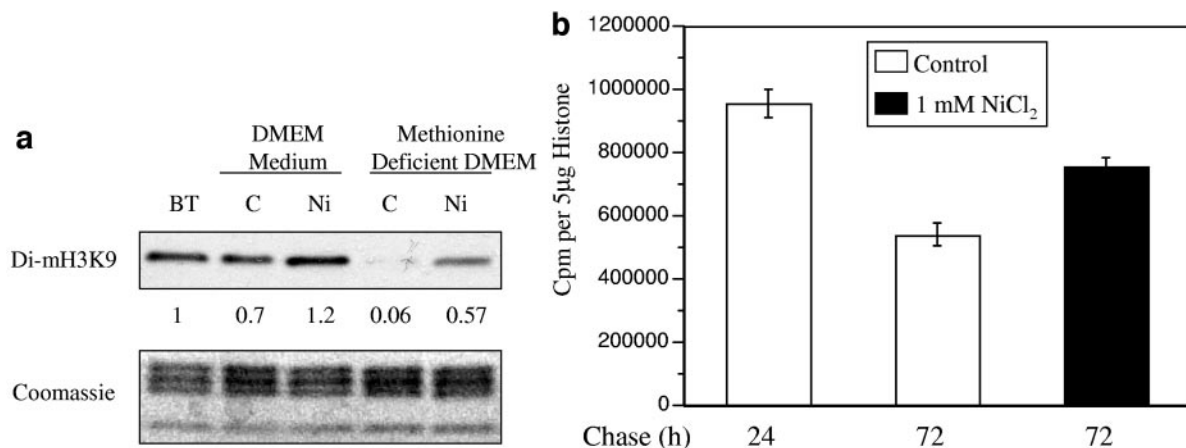 a
DMEM Medium
Methionine Deficient DMEM
BT C Ni C Ni
Di-mH3K9
1 0.7 1.2 0.06 0.57
Coomassie
b
Cpm per 5μg Histone
1200000
1000000
800000
600000
400000
200000
0
Control
1 mM NiCl₂
Chase (h) 24 72 72